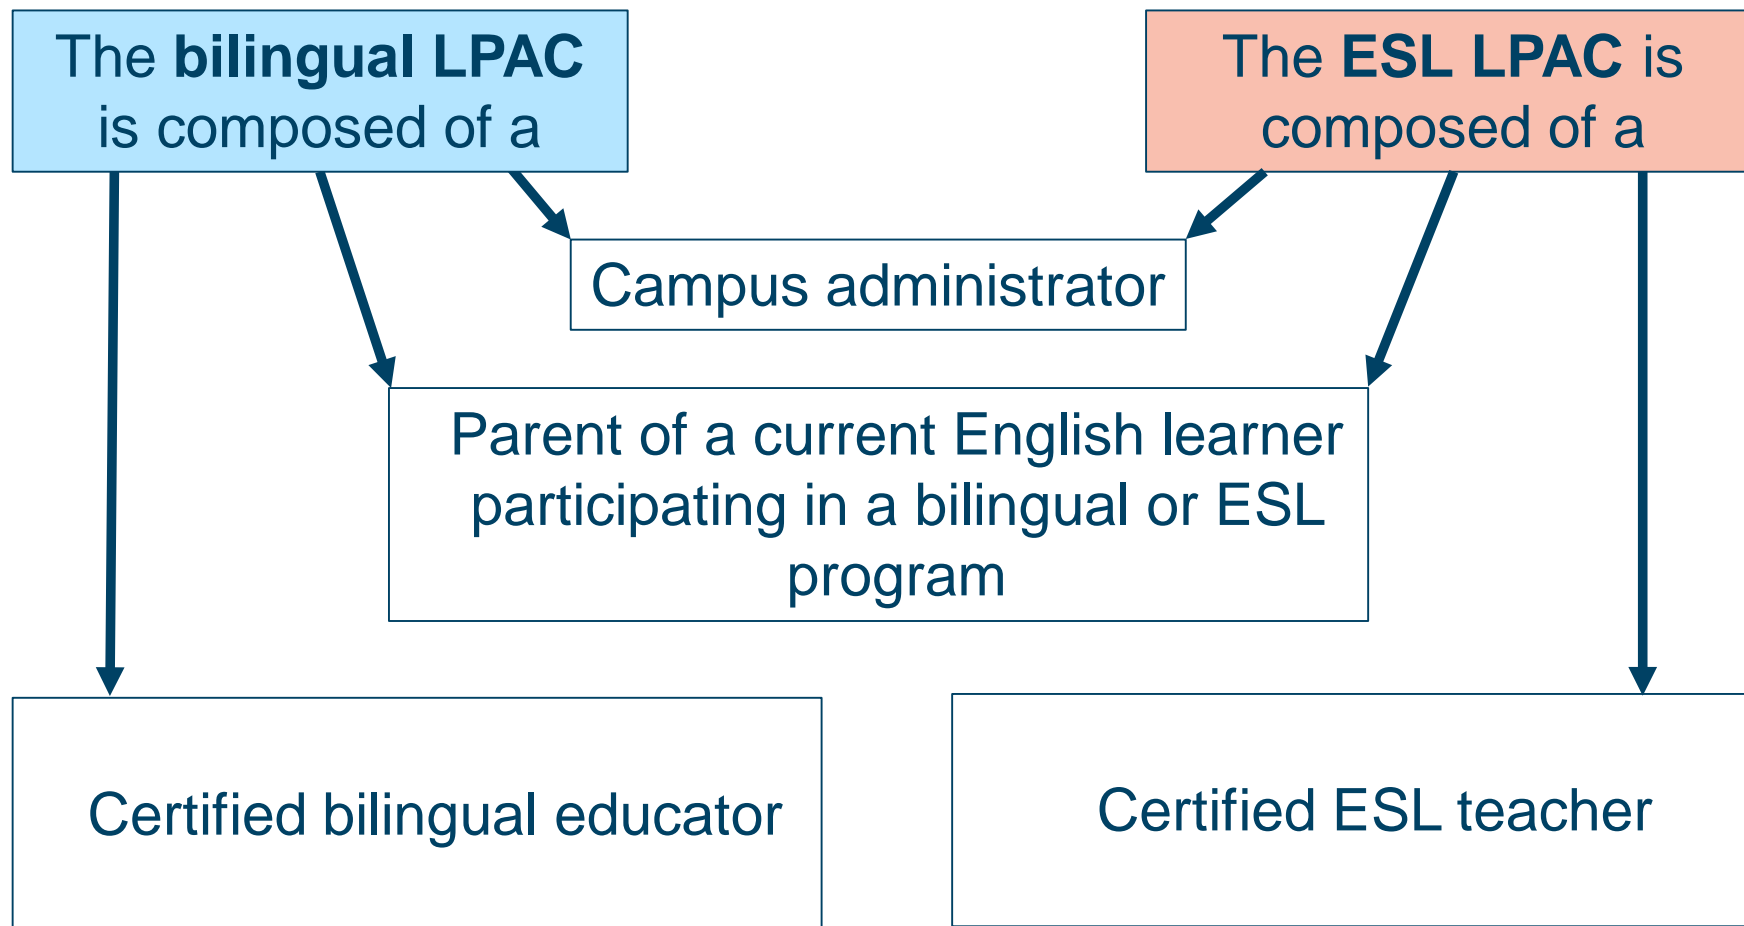 The bilingual LPAC
is composed of a
The ESL LPAC is
composed of a
Campus administrator
Parent of a current English learner
participating in a bilingual or ESL
program
Certified bilingual educator
Certified ESL teacher